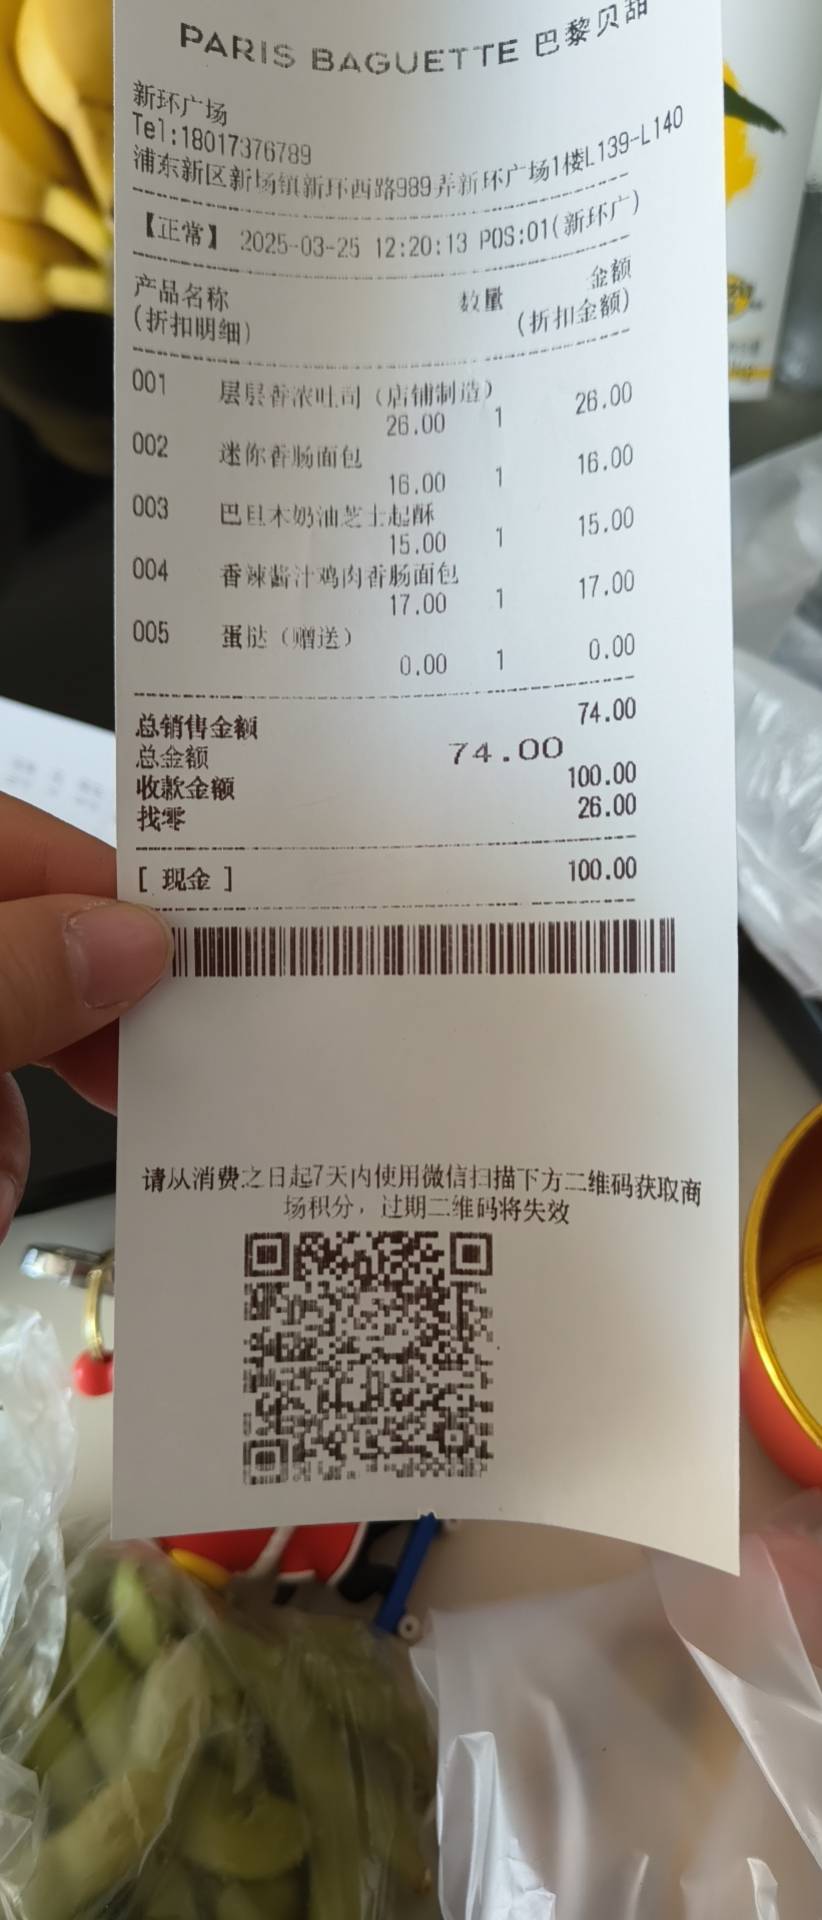 PARIS BAGUETTE 巴黎贝甜
新环广场
Tel:18017376789
浦东新区新场镇新环西路989弄新环广场1楼L139-L140
【正常】 2025-03-25 12:20:13 POS:01(新环广)
产品名称 数量 金额
(折扣明细) (折扣金额)
001 层层香浓吐司（店铺制造） 26.00
26.00 1
002 迷你香肠面包 16.00
16.00 1
003 巴旦木奶油芝士起酥 15.00
15.00 1
004 香辣酱汁鸡肉香肠面包 17.00
17.00 1
005 蛋挞（赠送） 0.00
0.00 1
总销售金额 74.00
总金额 74.00
收款金额 100.00
找零 26.00
[ 现金 ] 100.00
请从消费之日起7天内使用微信扫描下方二维码获取商
场积分，过期二维码将失效